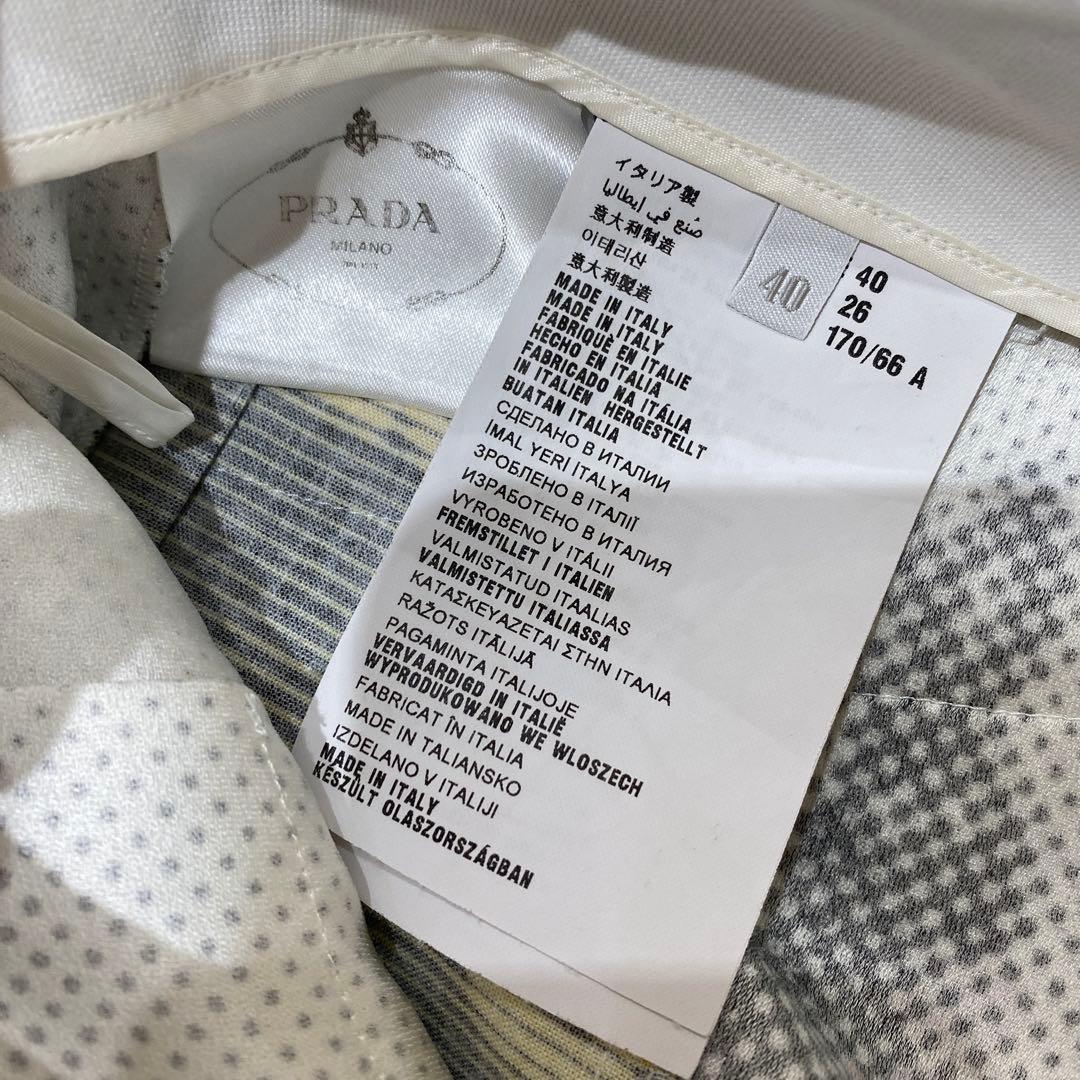 PRADA
MILANO
イタリア製
صُنع في إيطاليا
意大利制造
이태리산
意大利製造
MADE IN ITALY
MADE IN ITALY
FABRIQUÈ EN ITALIE
HECHO EN ITALIA
FABRICADO NA ITÁLIA
IN ITALIEN HERGESTELLT
BUATAN ITALIA
СДЕЛАНО В ИТАЛИИ
IMAL YERI ITALYA
ЗРОБЛЕНО В ІТАЛІЇ
ИЗРАБОТЕНО В ИТАЛИЯ
VYROBENO V ITÁLII
FREMSTILLET I ITALIEN
VALMISTATUD ITAALIAS
VALMISTETTU ITALIASSA
ΚΑΤΑΣΚΕΥΑΖΕΤΑΙ ΣΤΗΝ ΙΤΑΛΙΑ
RAŽOTS ITĀLIJĀ
PAGAMINTA ITALIJOJE
VERVAARDIGD IN ITALIË
WYPRODUKOWANO WE WLOSZECH
FABRICAT ÎN ITALIA
MADE IN TALIANSKO
IZDELANO V ITALIJI
MADE IN ITALY
KÉSZÜLT OLASZORSZÁGBAN
40
40
26
170/66 A